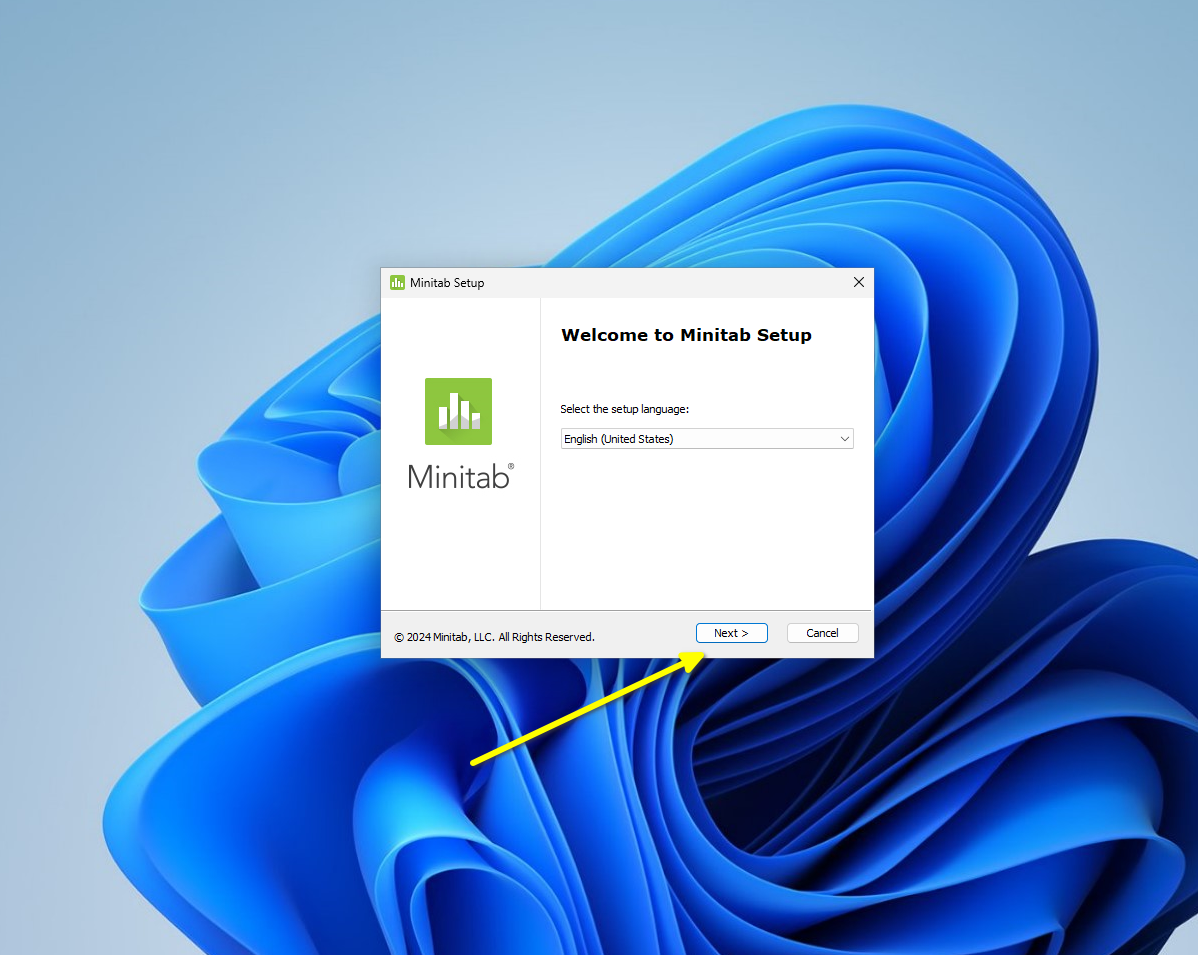 Minitab Setup
Welcome to Minitab Setup
Select the setup language:
English (United States)
Minitab®
© 2024 Minitab, LLC. All Rights Reserved.
Next >
Cancel